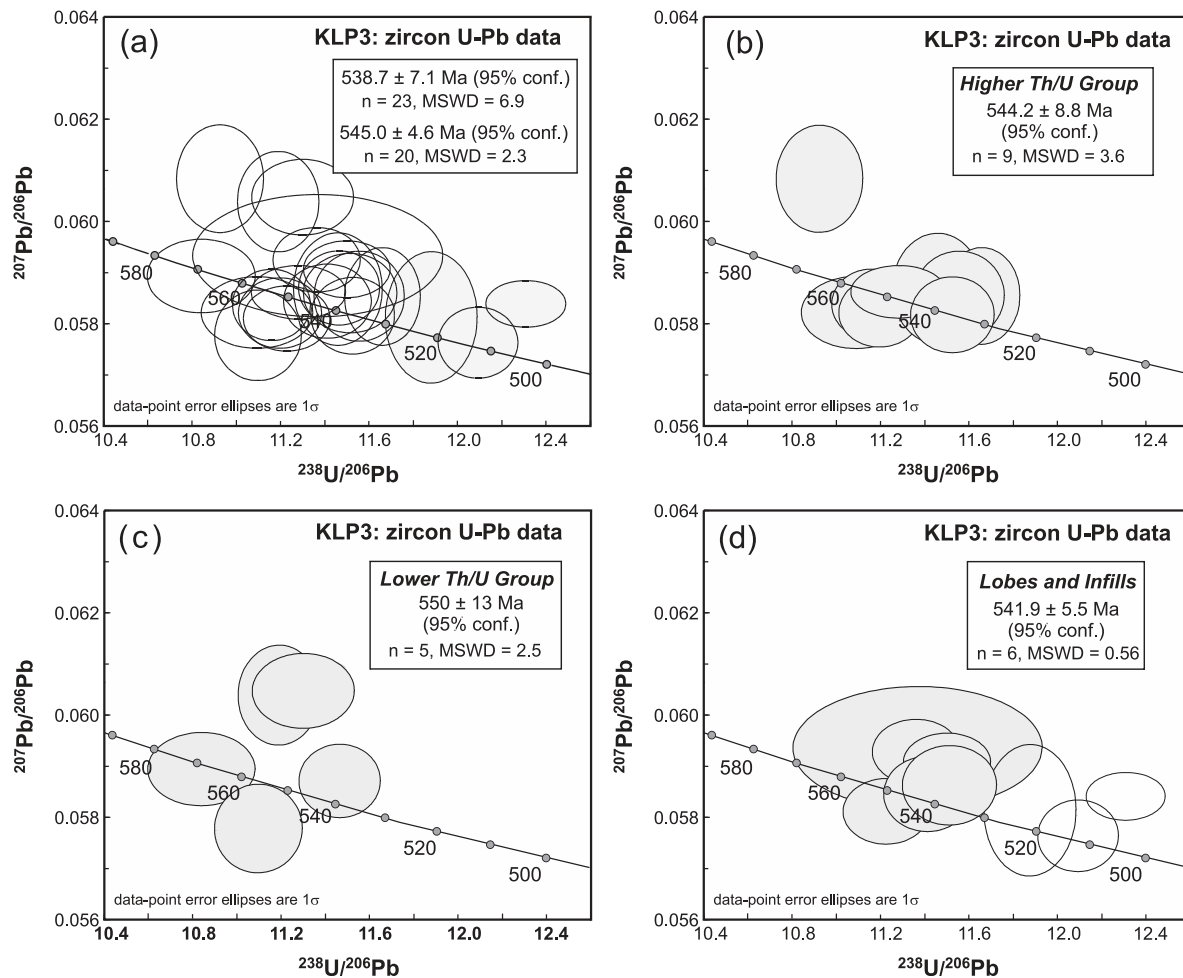 (a)
KLP3: zircon U-Pb data
538.7 ± 7.1 Ma (95% conf.)
n = 23, MSWD = 6.9
545.0 ± 4.6 Ma (95% conf.)
n = 20, MSWD = 2.3
0.064
0.062
0.060
0.058
0.056
²⁰⁷Pb/²⁰⁶Pb
580
560
540
520
500
data-point error ellipses are 1σ
10.4 10.8 11.2 11.6 12.0 12.4
²³⁸U/²⁰⁶Pb
(b)
KLP3: zircon U-Pb data
Higher Th/U Group
544.2 ± 8.8 Ma
(95% conf.)
n = 9, MSWD = 3.6
0.064
0.062
0.060
0.058
0.056
²⁰⁷Pb/²⁰⁶Pb
580
560
540
520
500
data-point error ellipses are 1σ
10.4 10.8 11.2 11.6 12.0 12.4
²³⁸U/²⁰⁶Pb
(c)
KLP3: zircon U-Pb data
Lower Th/U Group
550 ± 13 Ma
(95% conf.)
n = 5, MSWD = 2.5
0.064
0.062
0.060
0.058
0.056
²⁰⁷Pb/²⁰⁶Pb
580
560
540
520
500
data-point error ellipses are 1σ
10.4 10.8 11.2 11.6 12.0 12.4
²³⁸U/²⁰⁶Pb
(d)
KLP3: zircon U-Pb data
Lobes and Infills
541.9 ± 5.5 Ma
(95% conf.)
n = 6, MSWD = 0.56
0.064
0.062
0.060
0.058
0.056
²⁰⁷Pb/²⁰⁶Pb
580
560
540
520
500
data-point error ellipses are 1σ
10.4 10.8 11.2 11.6 12.0 12.4
²³⁸U/²⁰⁶Pb